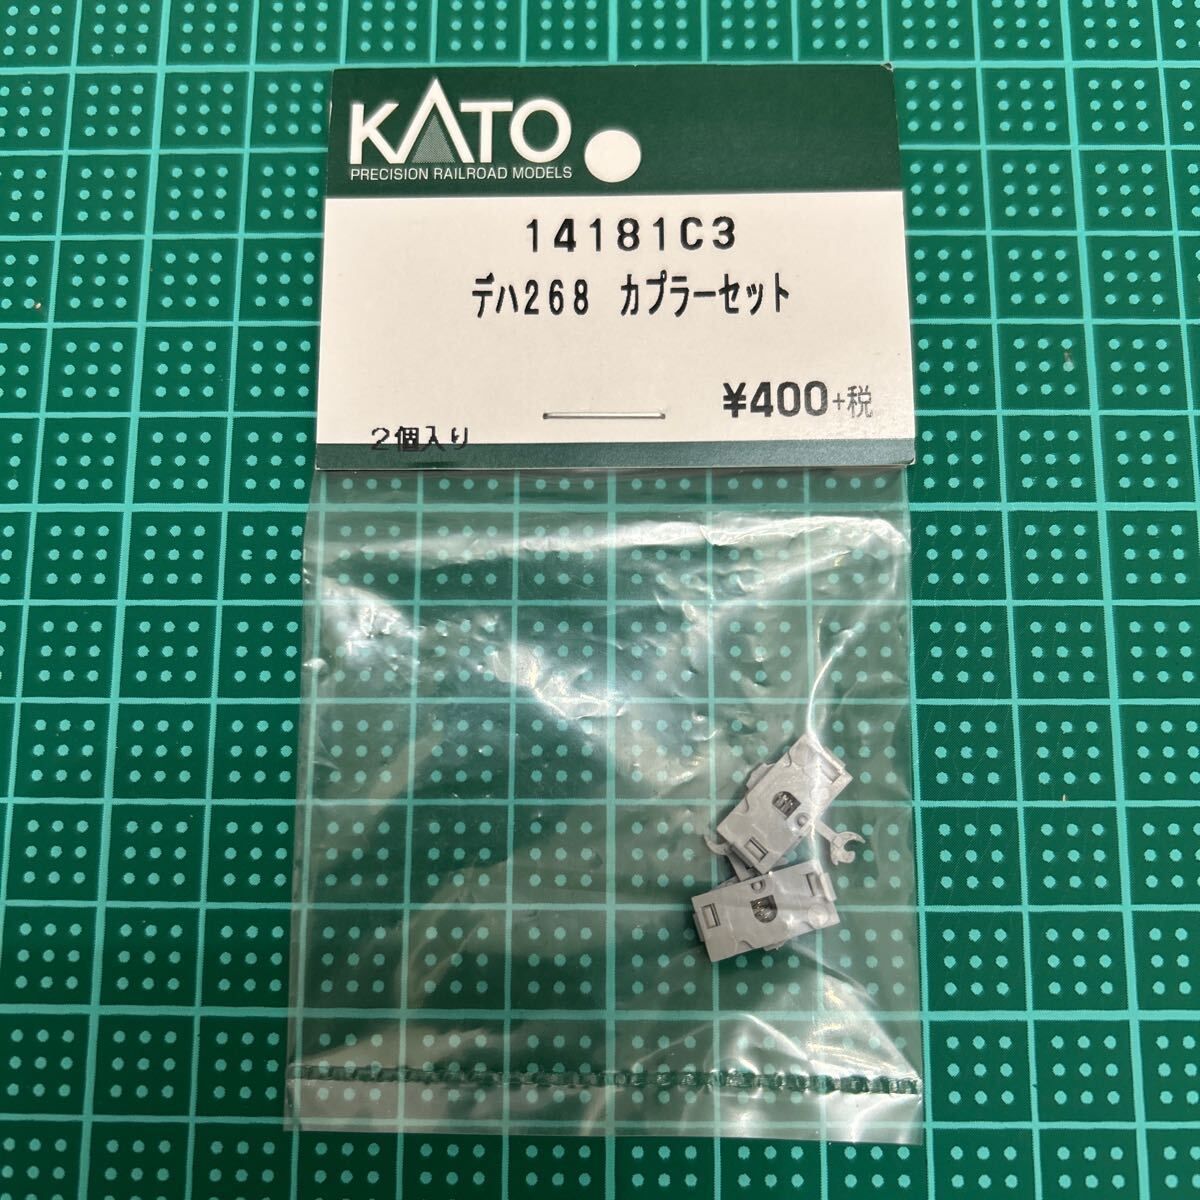 KATO
PRECISION RAILROAD MODELS
14181C3
デハ268 カプラーセット
¥400+税
2個入り